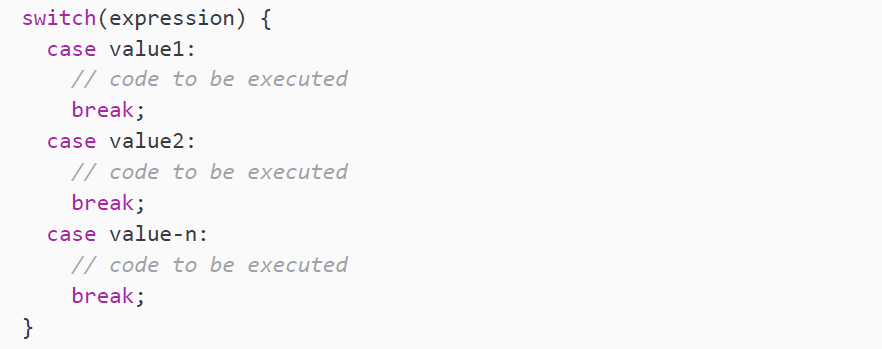 switch(expression) {
  case value1:
    // code to be executed
    break;
  case value2:
    // code to be executed
    break;
  case value-n:
    // code to be executed
    break;
}